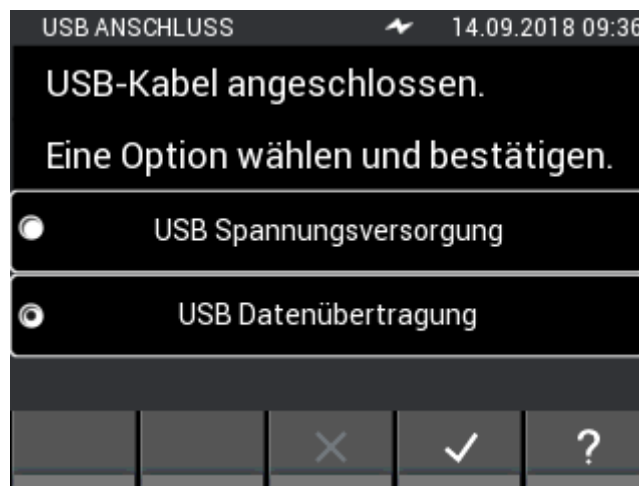 USB ANSCHLUSS 14.09.2018 09:36
USB-Kabel angeschlossen.
Eine Option wählen und bestätigen.
USB Spannungsversorgung
USB Datenübertragung
?